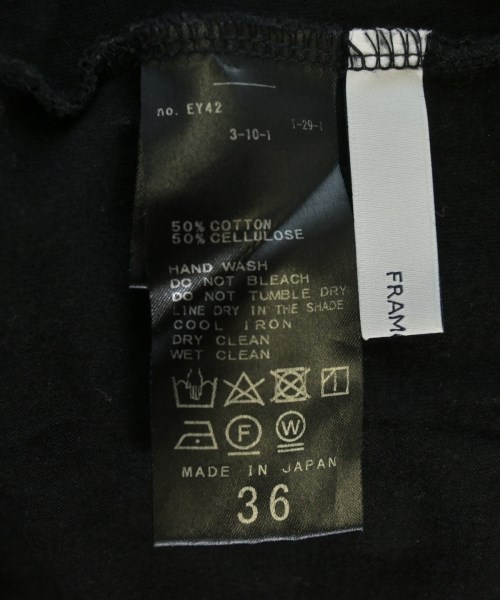 no. EY42
3-10-1
1-29-1
50% COTTON
50% CELLULOSE
HAND WASH
DO NOT BLEACH
DO NOT TUMBLE DRY
LINE DRY IN THE SHADE
COOL IRON
DRY CLEAN
WET CLEAN
F
W
MADE IN JAPAN
36
FRAM